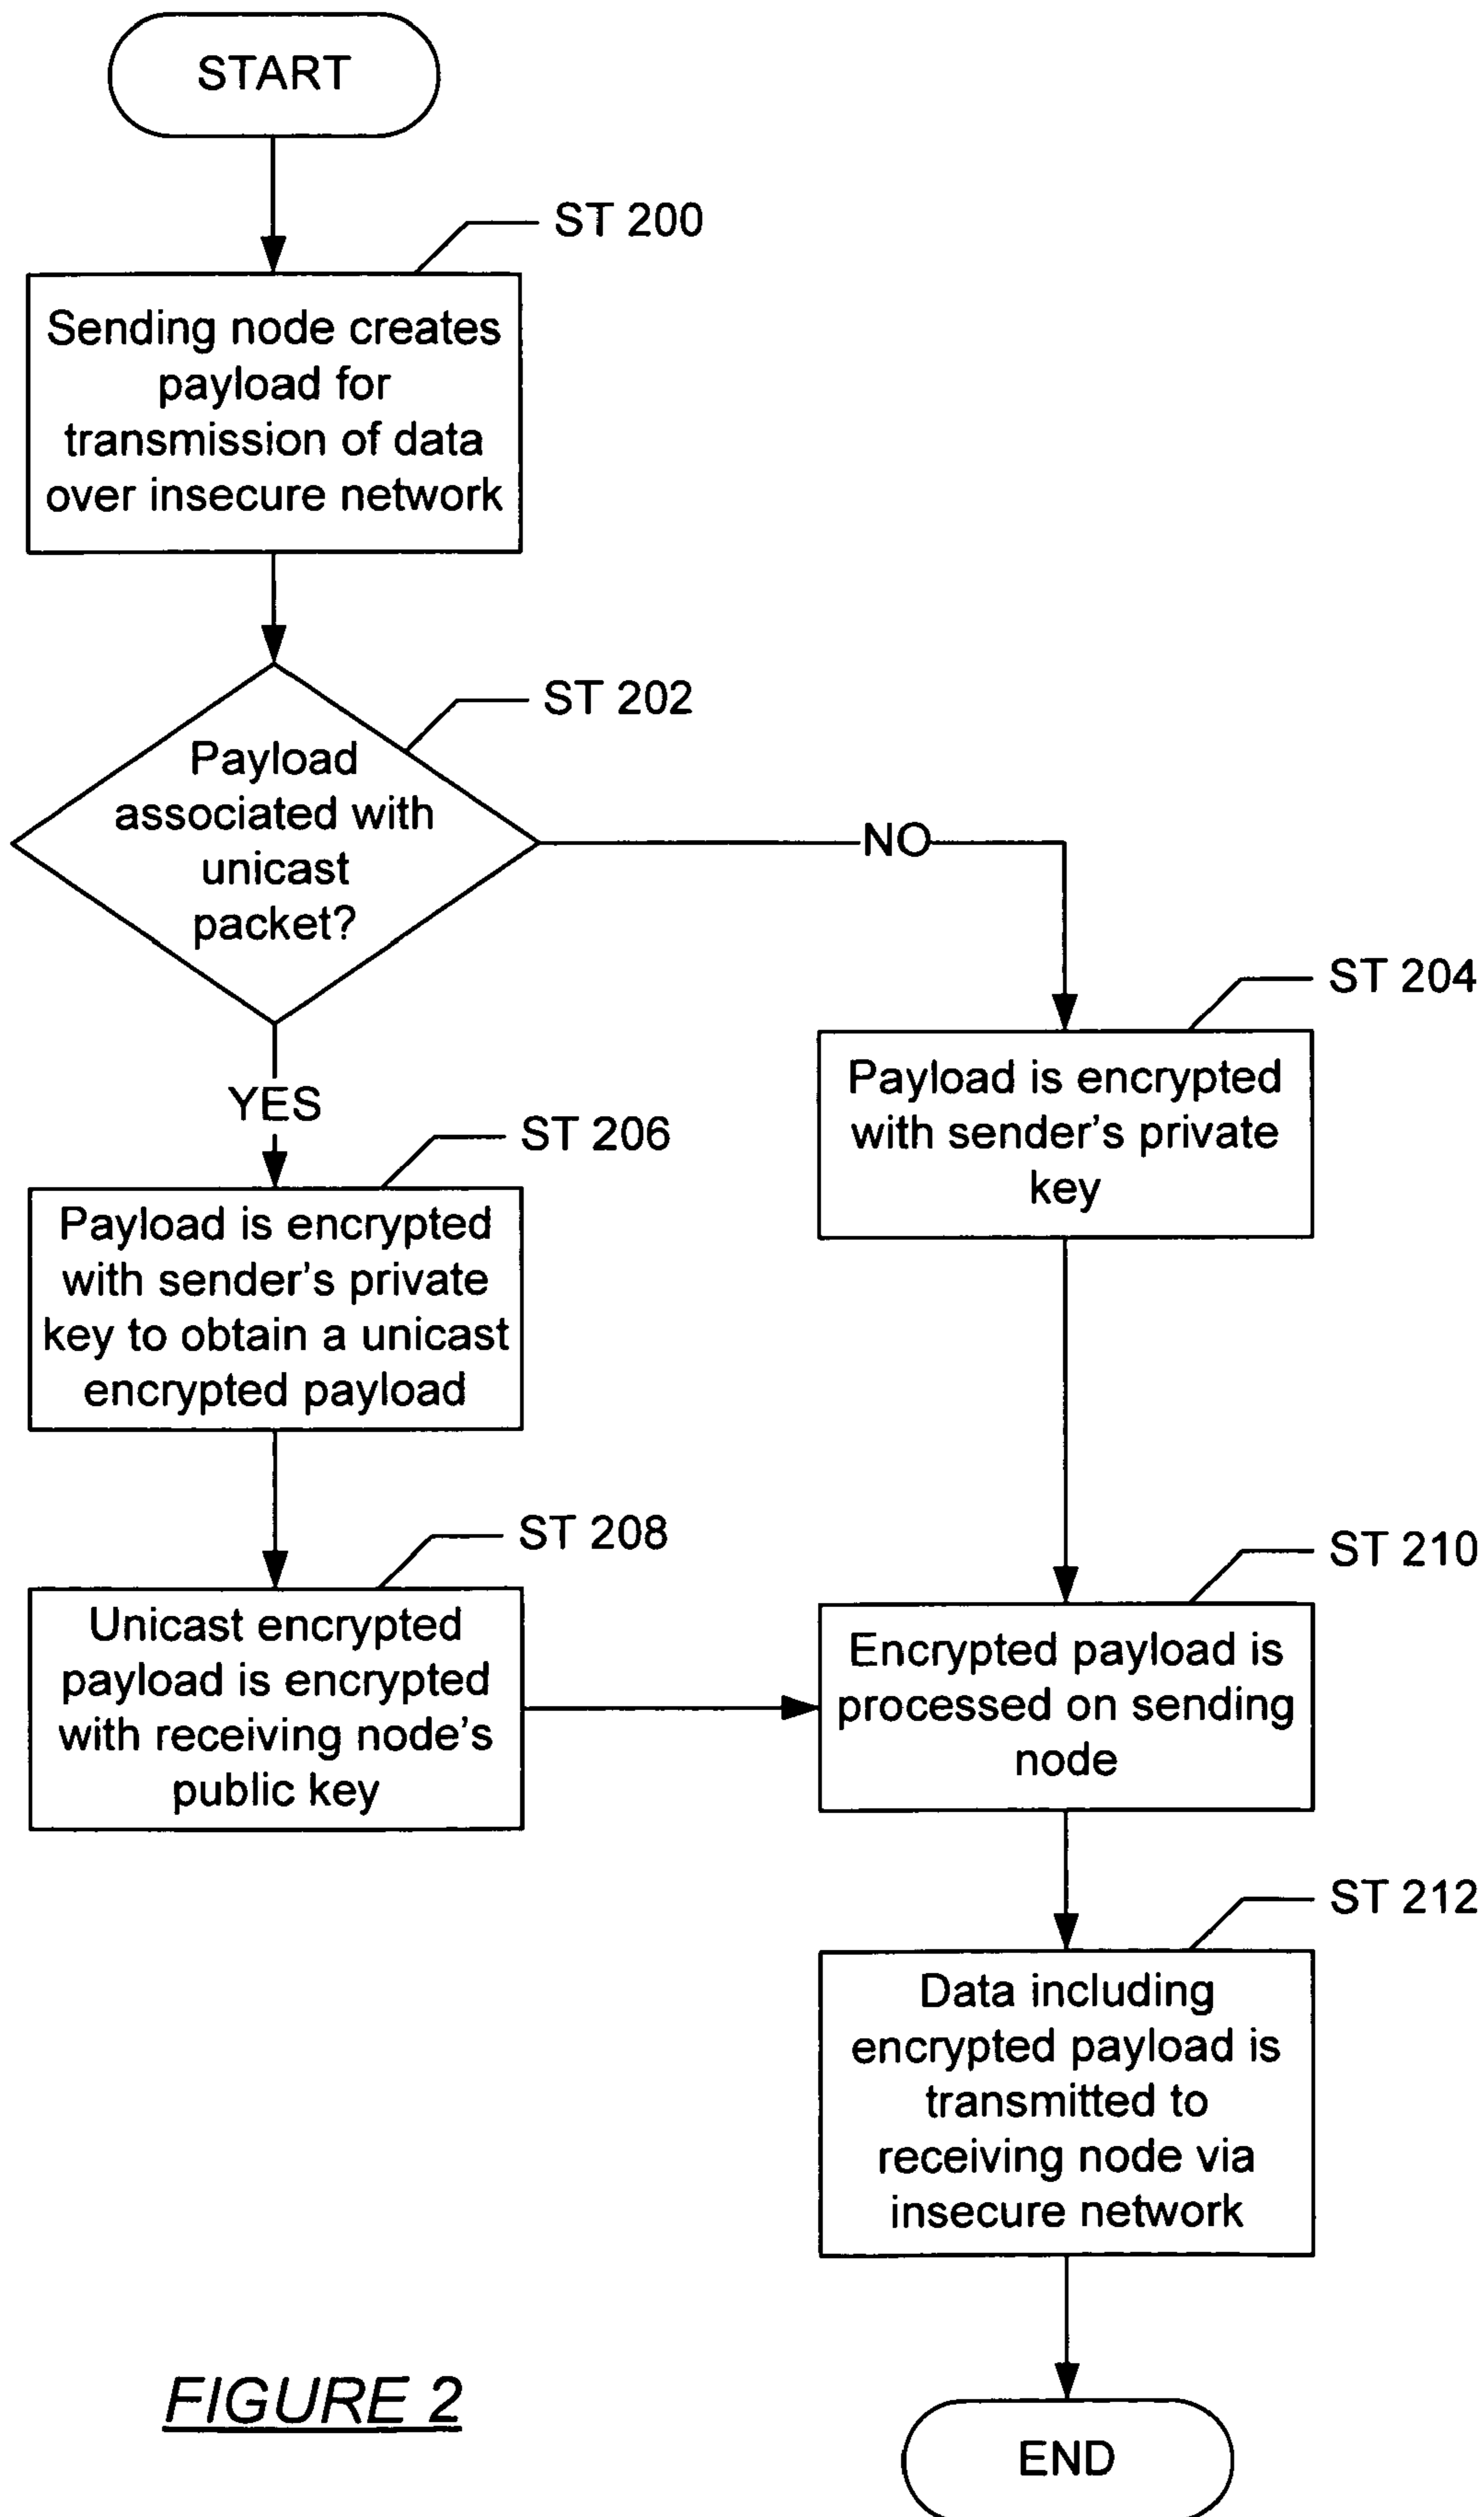 START
ST 200
Sending node creates
payload for
transmission of data
over insecure network
ST 202
Payload
associated with
unicast
packet?
NO
YES
ST 204
Payload is encrypted
with sender's private
key
ST 206
Payload is encrypted
with sender's private
key to obtain a unicast
encrypted payload
ST 208
Unicast encrypted
payload is encrypted
with receiving node's
public key
ST 210
Encrypted payload is
processed on sending
node
ST 212
Data including
encrypted payload is
transmitted to
receiving node via
insecure network
END
FIGURE 2